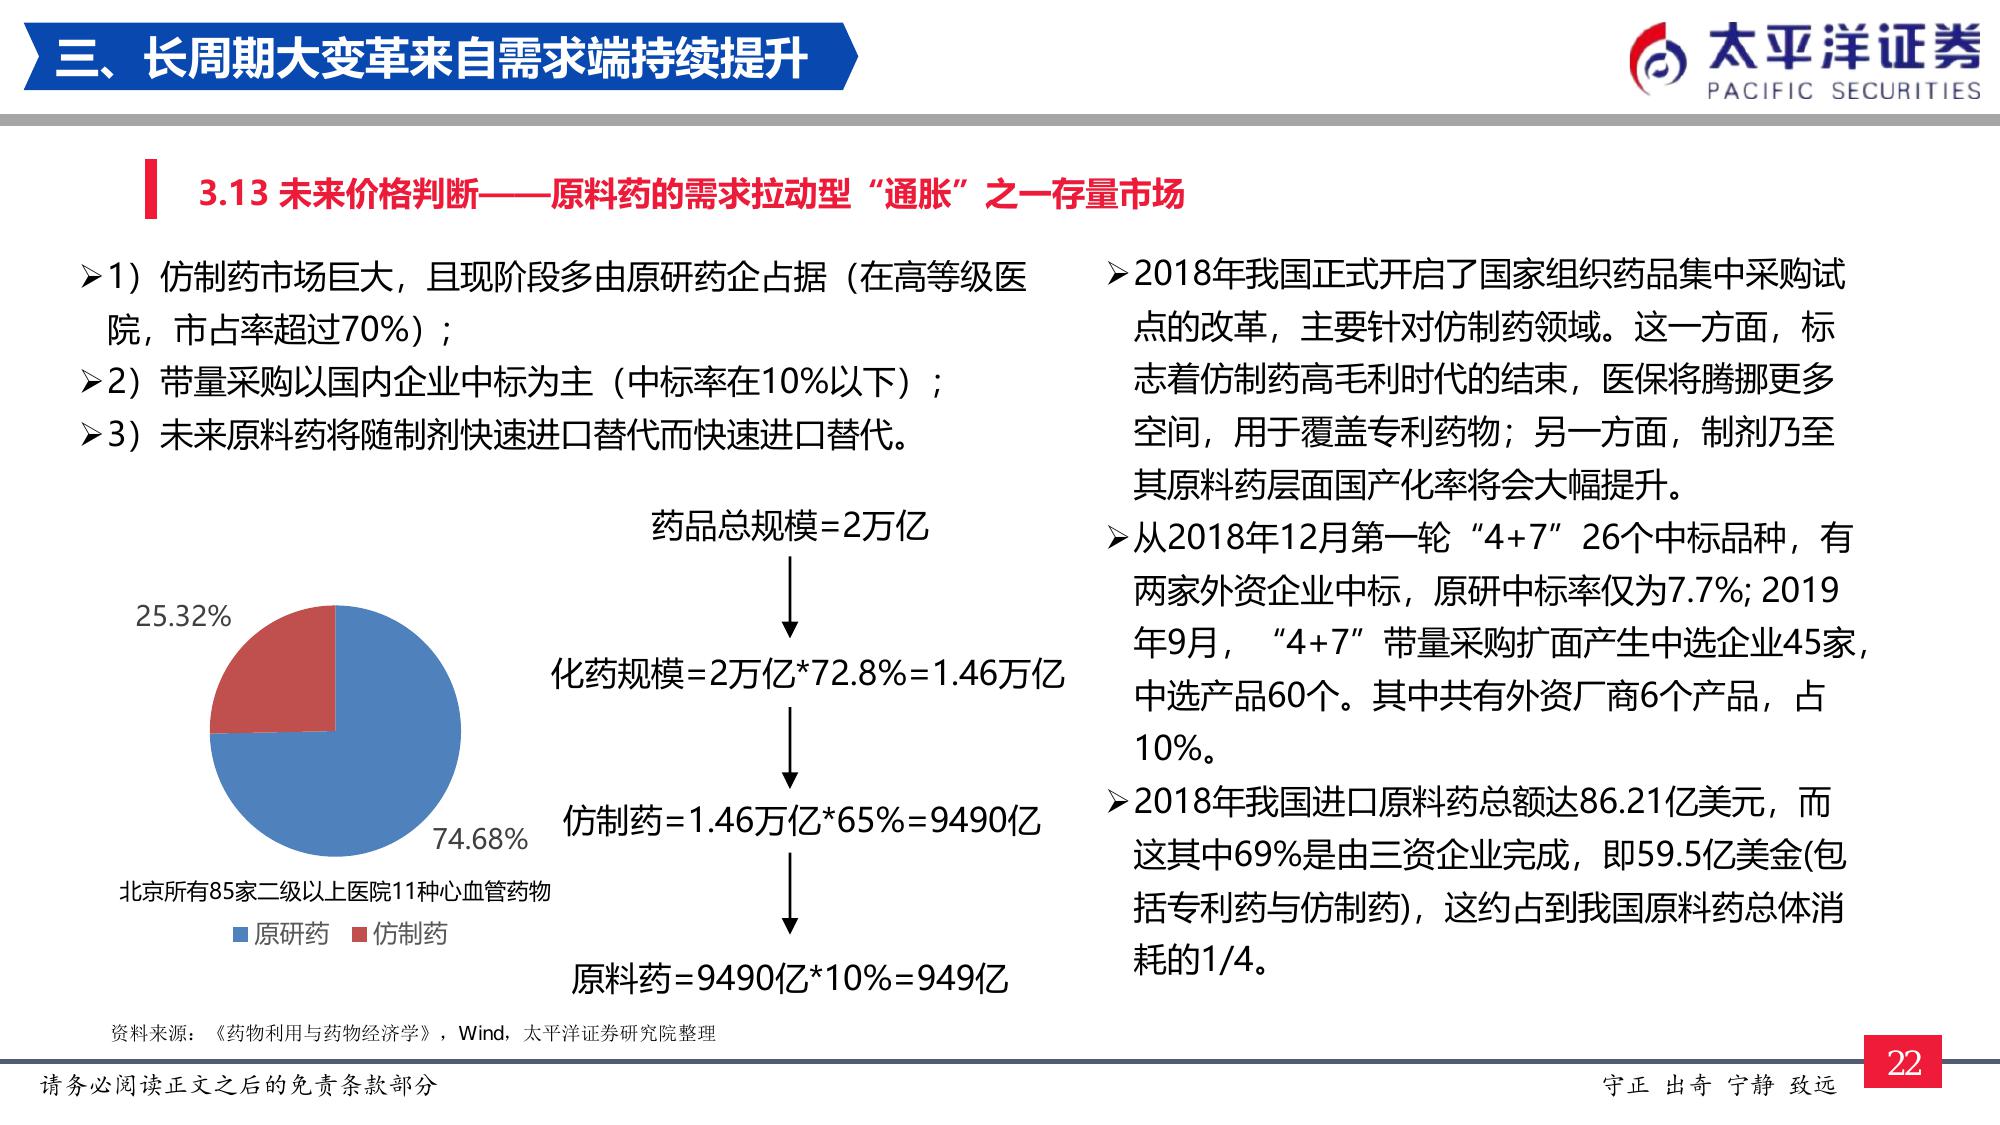 三、长周期大变革来自需求端持续提升
太平洋证券
PACIFIC SECURITIES
3.13 未来价格判断——原料药的需求拉动型“通胀”之一存量市场
➢1）仿制药市场巨大，且现阶段多由原研药企占据（在高等级医
院，市占率超过70%）;
➢2）带量采购以国内企业中标为主（中标率在10%以下）;
➢3）未来原料药将随制剂快速进口替代而快速进口替代。
25.32%
74.68%
北京所有85家二级以上医院11种心血管药物
原研药 仿制药
药品总规模=2万亿
化药规模=2万亿*72.8%=1.46万亿
仿制药=1.46万亿*65%=9490亿
原料药=9490亿*10%=949亿
➢2018年我国正式开启了国家组织药品集中采购试
点的改革，主要针对仿制药领域。这一方面，标
志着仿制药高毛利时代的结束，医保将腾挪更多
空间，用于覆盖专利药物；另一方面，制剂乃至
其原料药层面国产化率将会大幅提升。
➢从2018年12月第一轮“4+7”26个中标品种，有
两家外资企业中标，原研中标率仅为7.7%; 2019
年9月，“4+7”带量采购扩面产生中选企业45家，
中选产品60个。其中共有外资厂商6个产品，占
10%。
➢2018年我国进口原料药总额达86.21亿美元，而
这其中69%是由三资企业完成，即59.5亿美金(包
括专利药与仿制药)，这约占到我国原料药总体消
耗的1/4。
资料来源：《药物利用与药物经济学》，Wind，太平洋证券研究院整理
请务必阅读正文之后的免责条款部分
守正 出奇 宁静 致远
22